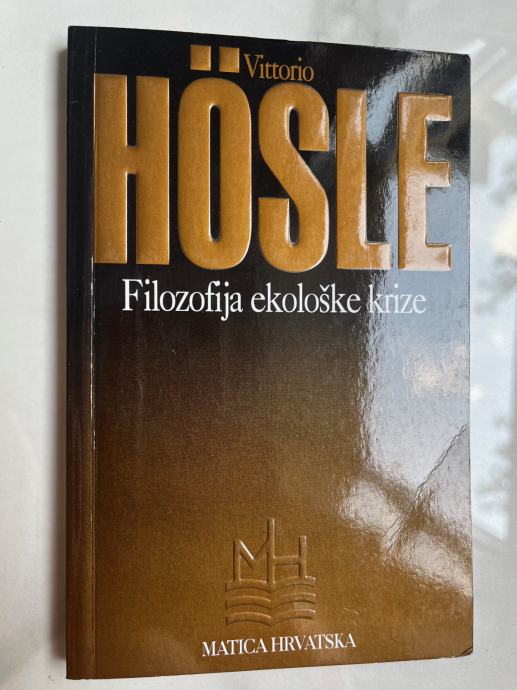 Vittorio
HÖSLE
Filozofija ekološke krize
MH
MATICA HRVATSKA